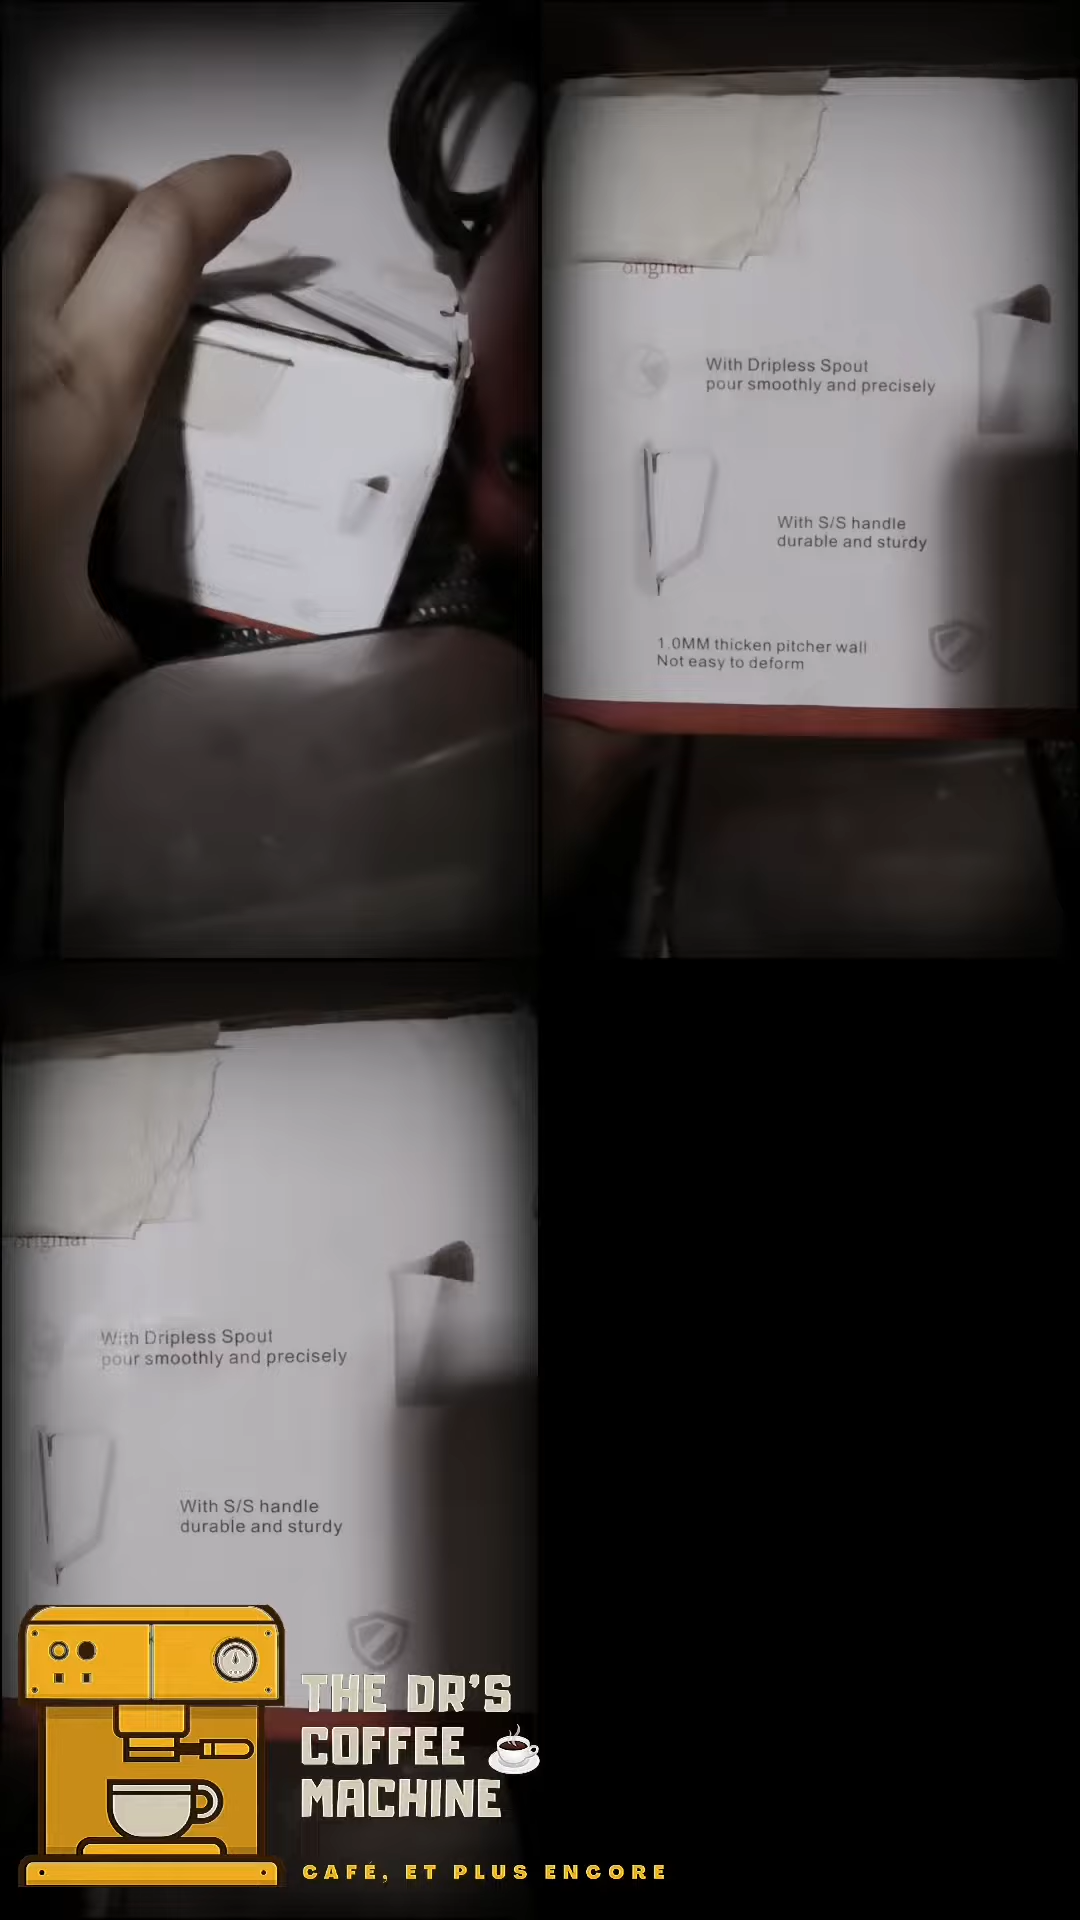 original
With Dripless Spout
pour smoothly and precisely
With S/S handle
durable and sturdy
1.0MM thicken pitcher wall
Not easy to deform
original
With Dripless Spout
pour smoothly and precisely
With S/S handle
durable and sturdy
THE DR'S
COFFEE
MACHINE
CAFÉ, ET PLUS ENCORE